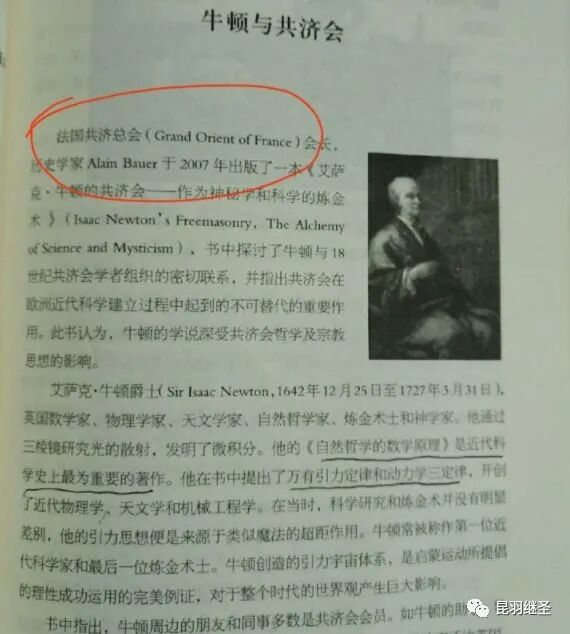 牛顿与共济会
法国共济总会（Grand Orient of France）会长、
历史学家 Alain Bauer 于 2007 年出版了一本《艾萨
克·牛顿的共济会——作为神秘学和科学的炼金
术》（Isaac Newton's Freemasonry, The Alchemy
of Science and Mysticism），书中探讨了牛顿与 18
世纪共济会学者组织的密切联系，并指出共济会在
欧洲近代科学建立过程中起到的不可替代的重要作
用。此书认为，牛顿的学说深受共济会哲学及宗教
思想的影响。
艾萨克·牛顿爵士（Sir Isaac Newton, 1642年12月25日至1727年3月31日），
英国数学家、物理学家、天文学家、自然哲学家、炼金术士和神学家。他通过
三棱镜研究光的散射，发明了微积分。他的《自然哲学的数学原理》是近代科
学史上最为重要的著作。他在书中提出了万有引力定律和动力学三定律，开创
了近代物理学、天文学和机械工程学。在当时，科学研究和炼金术并没有明显
差别，他的引力思想便是来源于类似魔法的超距作用。牛顿常被称作第一位近
代科学家和最后一位炼金术士。牛顿创造的引力宇宙体系，是启蒙运动所提倡
的理性成功运用的完美例证，对于整个时代的世界观产生巨大影响。
书中指出，牛顿周边的朋友和同事多数是共济会会员。如牛顿的助
昆羽继圣